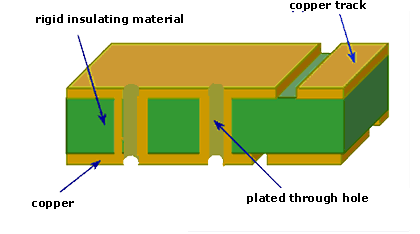 copper track
rigid insulating material
copper
plated through hole